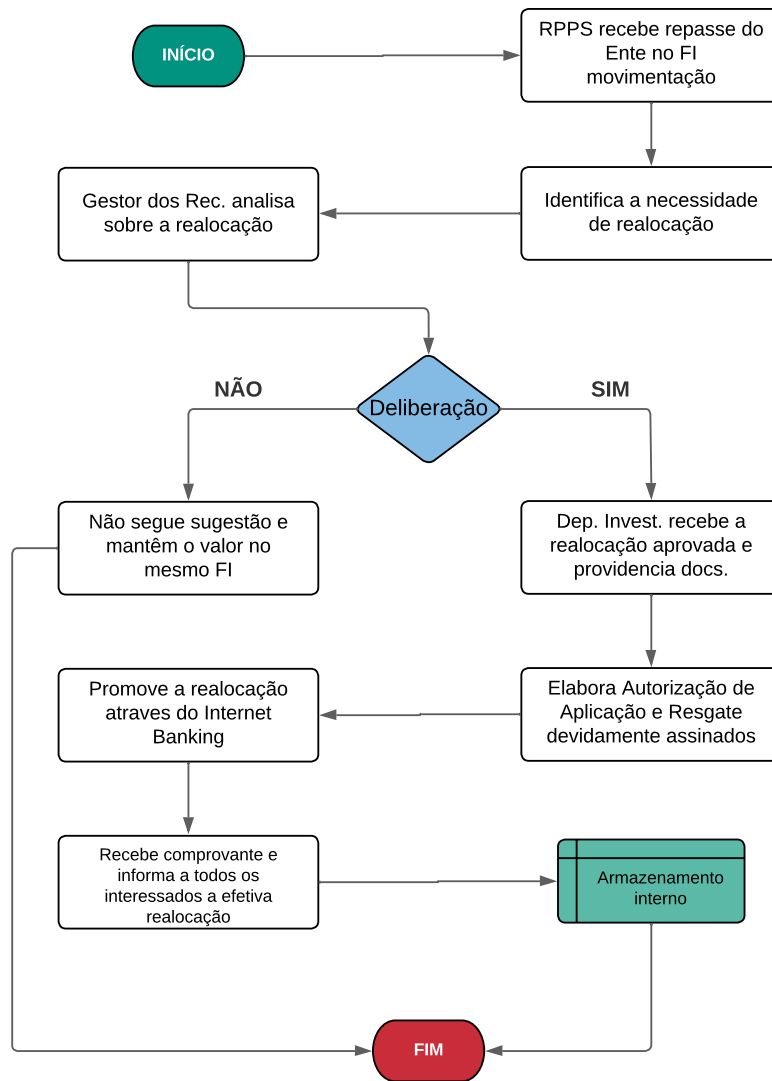 INÍCIO
RPPS recebe repasse do
Ente no FI
movimentação
Gestor dos Rec. analisa
sobre a realocação
Identifica a necessidade
de realocação
NÃO
SIM
Deliberação
Não segue sugestão e
mantêm o valor no
mesmo FI
Dep. Invest. recebe a
realocação aprovada e
providencia docs.
Promove a realocação
atraves do Internet
Banking
Elabora Autorização de
Aplicação e Resgate
devidamente assinados
Recebe comprovante e
informa a todos os
interessados a efetiva
realocação
Armazenamento
interno
FIM